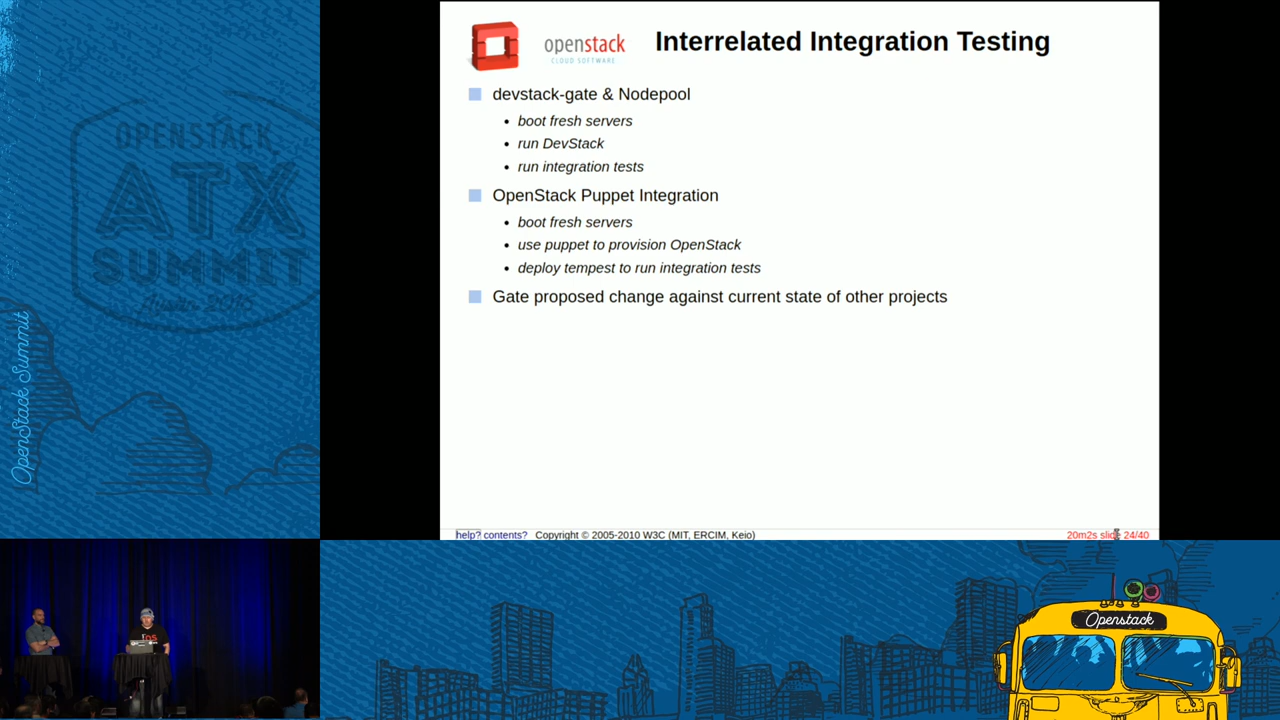 OPENSTACK
ATX
SUMMIT
OpenStack Summit
openstack
CLOUD SOFTWARE
Interrelated Integration Testing
devstack-gate & Nodepool
• boot fresh servers
• run DevStack
• run integration tests
OpenStack Puppet Integration
• boot fresh servers
• use puppet to provision OpenStack
• deploy tempest to run integration tests
Gate proposed change against current state of other projects
help? contents? Copyright © 2005-2010 W3C (MIT, ERCIM, Keio)
20m2s slide 24/40
Openstack